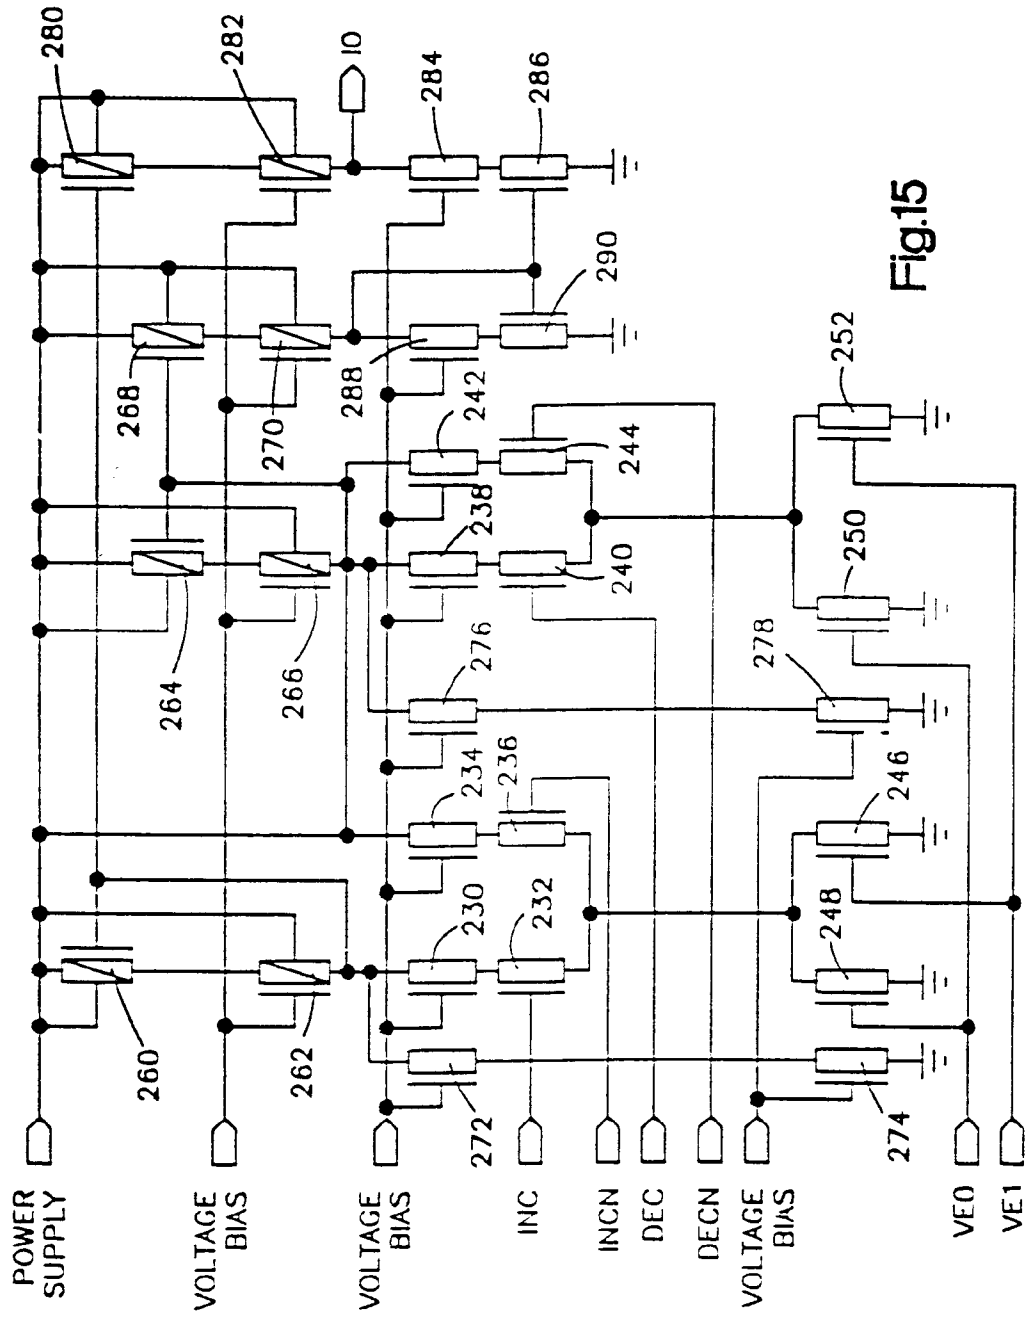 POWER
SUPPLY
VOLTAGE
BIAS
VOLTAGE
BIAS
INC
INCN
DEC
DECN
VOLTAGE
BIAS
VE0
VE1
260
262
272
274
230
232
248
234
236
246
276
278
264
266
238
240
250
242
244
252
268
270
288
290
280
282
IO
284
286
Fig.15